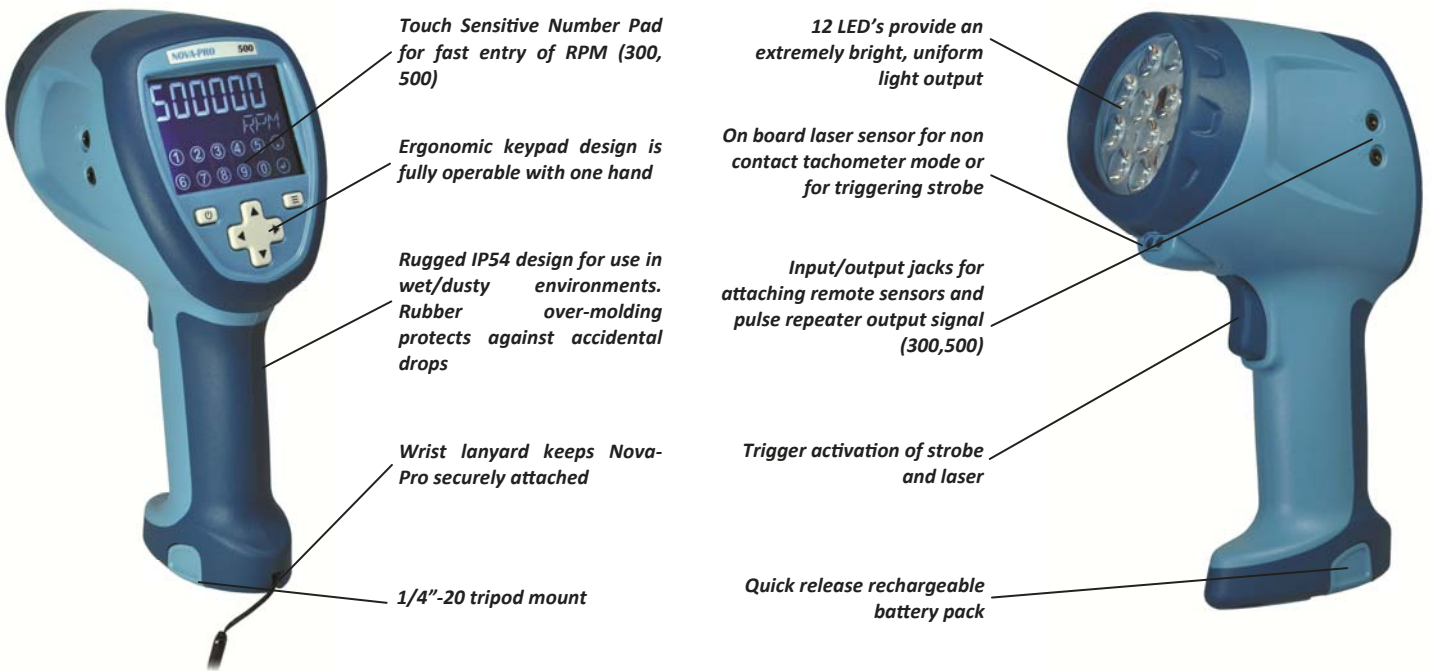 Touch Sensitive Number Pad
for fast entry of RPM (300,
500)
Ergonomic keypad design is
fully operable with one hand
Rugged IP54 design for use in
wet/dusty environments.
Rubber over-molding
protects against accidental
drops
Wrist lanyard keeps Nova-
Pro securely attached
1/4”-20 tripod mount
NOVA-PRO 500
500000
RPM
1 2 3 4 5
6 7 8 9 0
12 LED’s provide an
extremely bright, uniform
light output
On board laser sensor for non
contact tachometer mode or
for triggering strobe
Input/output jacks for
attaching remote sensors and
pulse repeater output signal
(300,500)
Trigger activation of strobe
and laser
Quick release rechargeable
battery pack